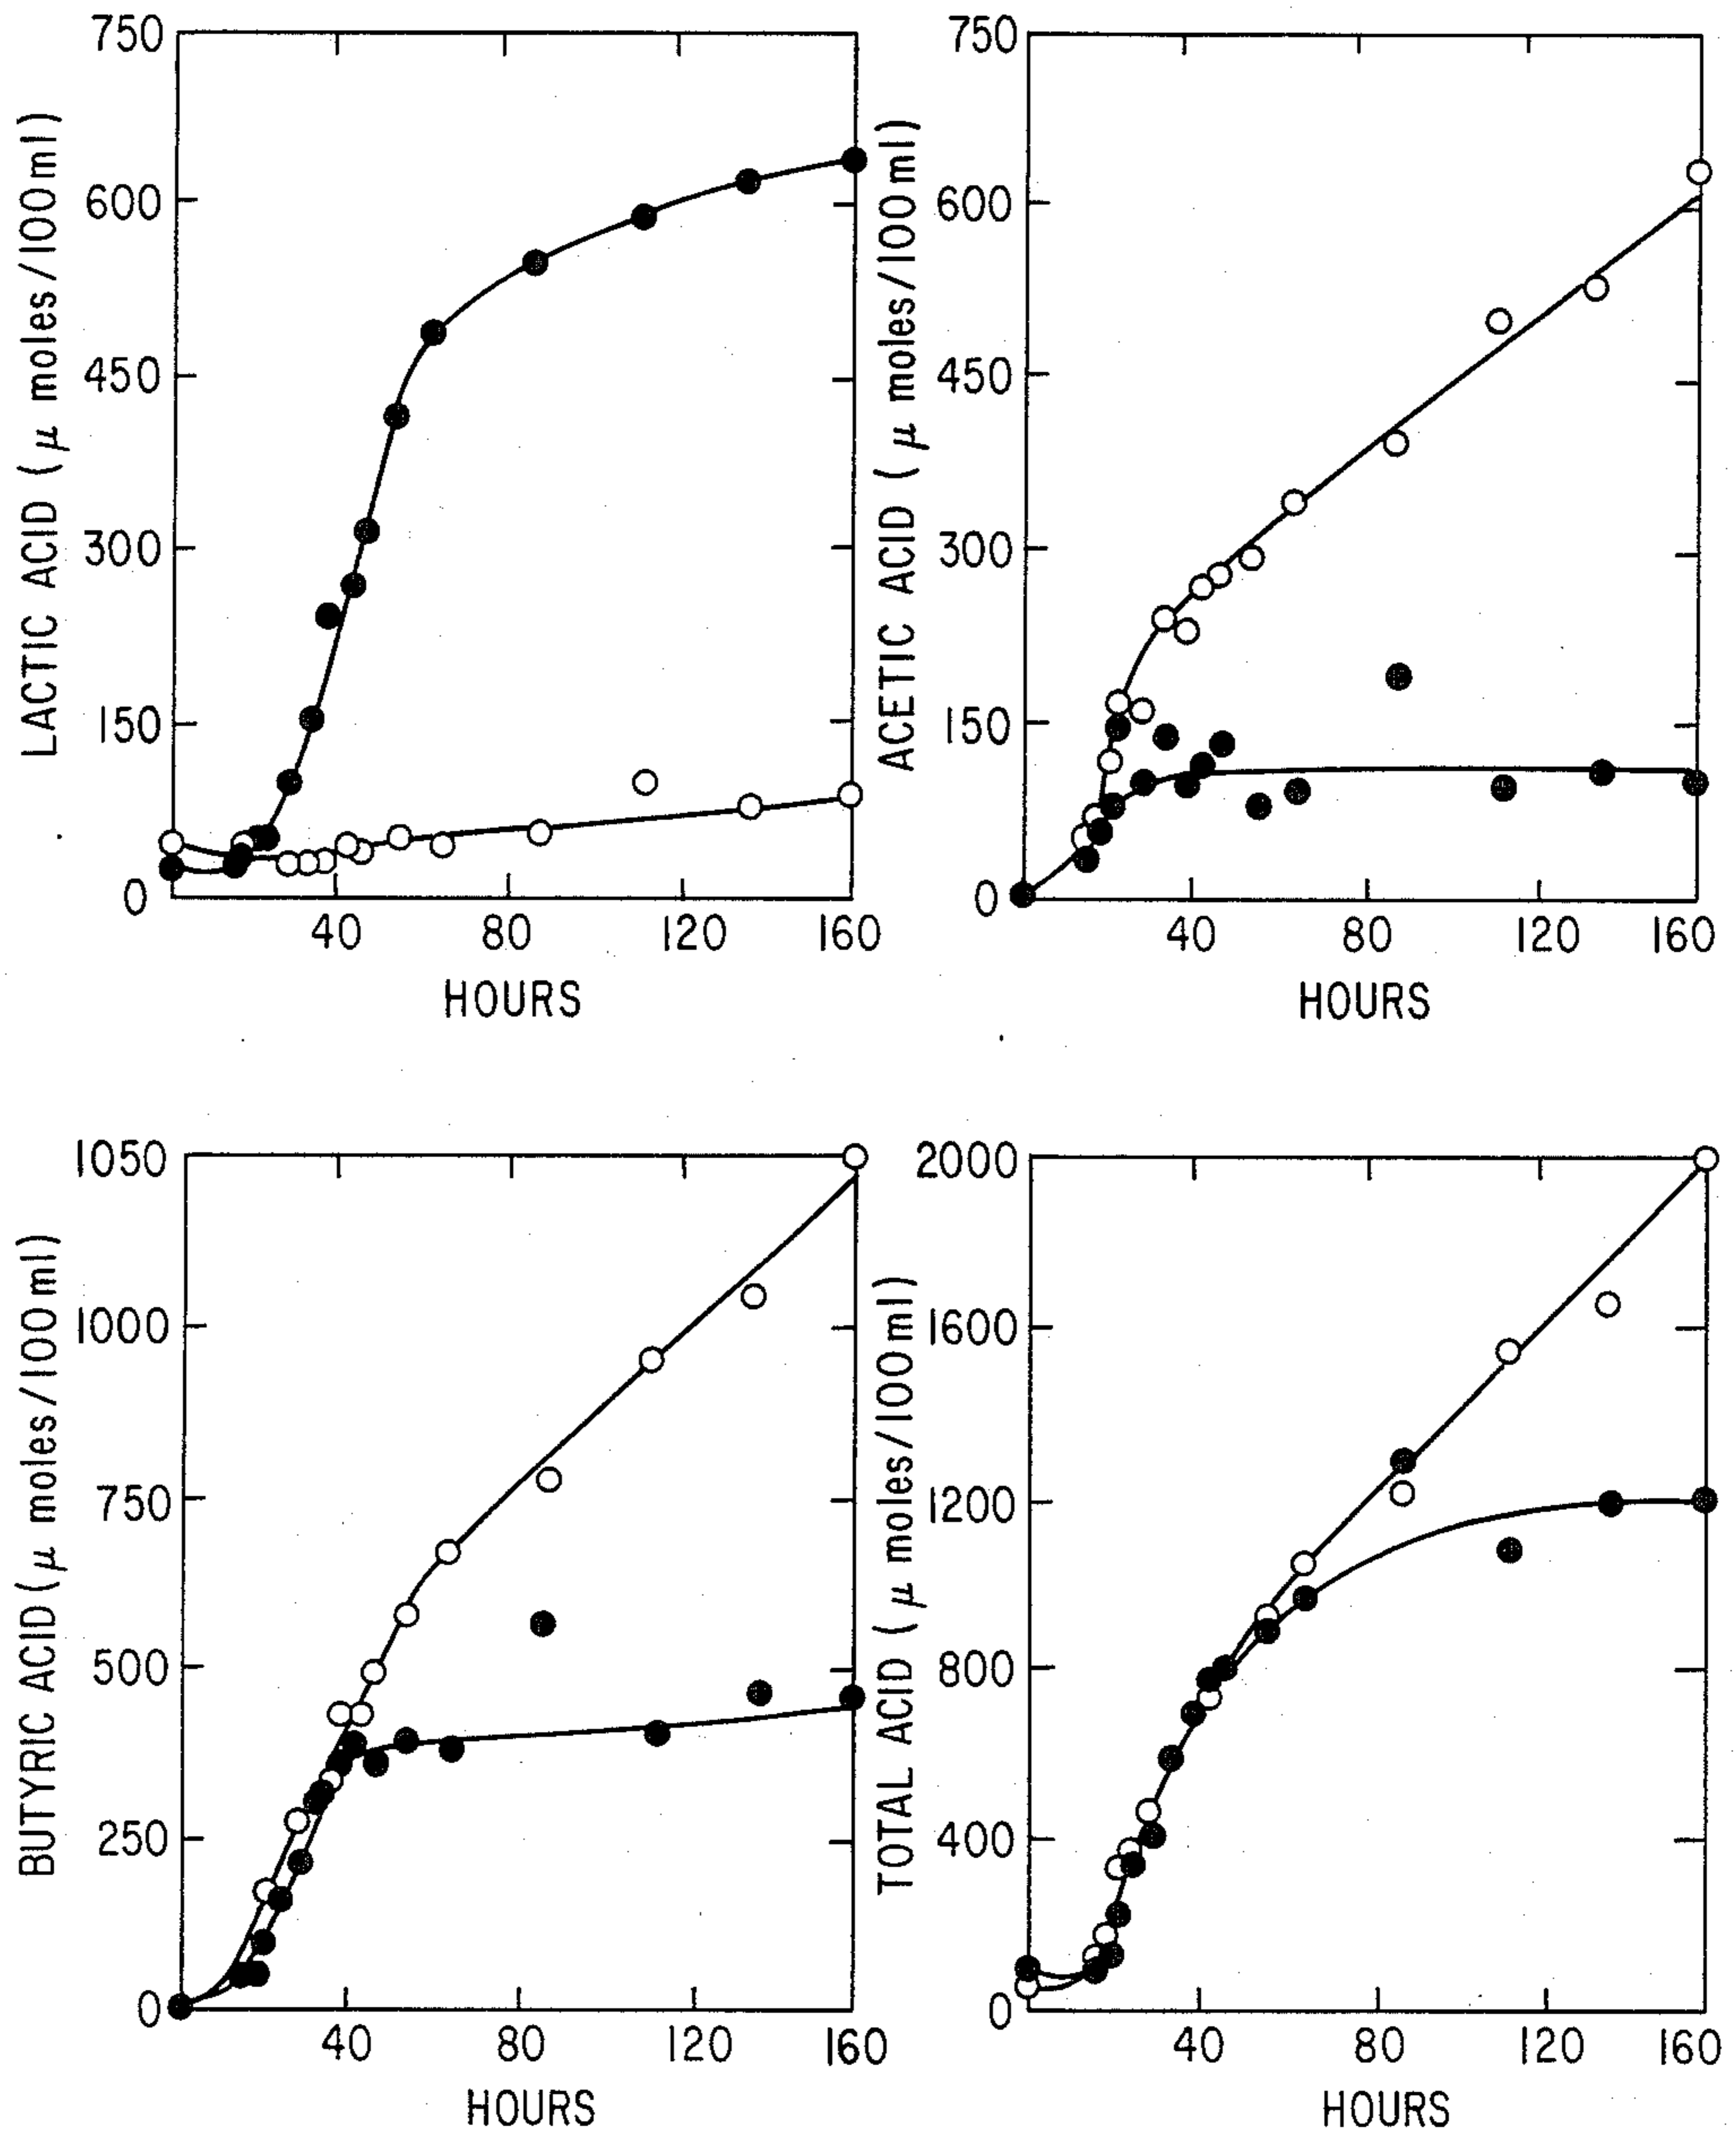 LACTIC ACID (μ moles/100ml)
750
600
450
300
150
0
40 80 120 160
HOURS
ACETIC ACID (μ moles/100ml)
750
600
450
300
150
0
40 80 120 160
HOURS
BUTYRIC ACID (μ moles/100ml)
1050
1000
750
500
250
0
40 80 120 160
HOURS
TOTAL ACID (μ moles/100ml)
2000
1600
1200
800
400
0
40 80 120 160
HOURS